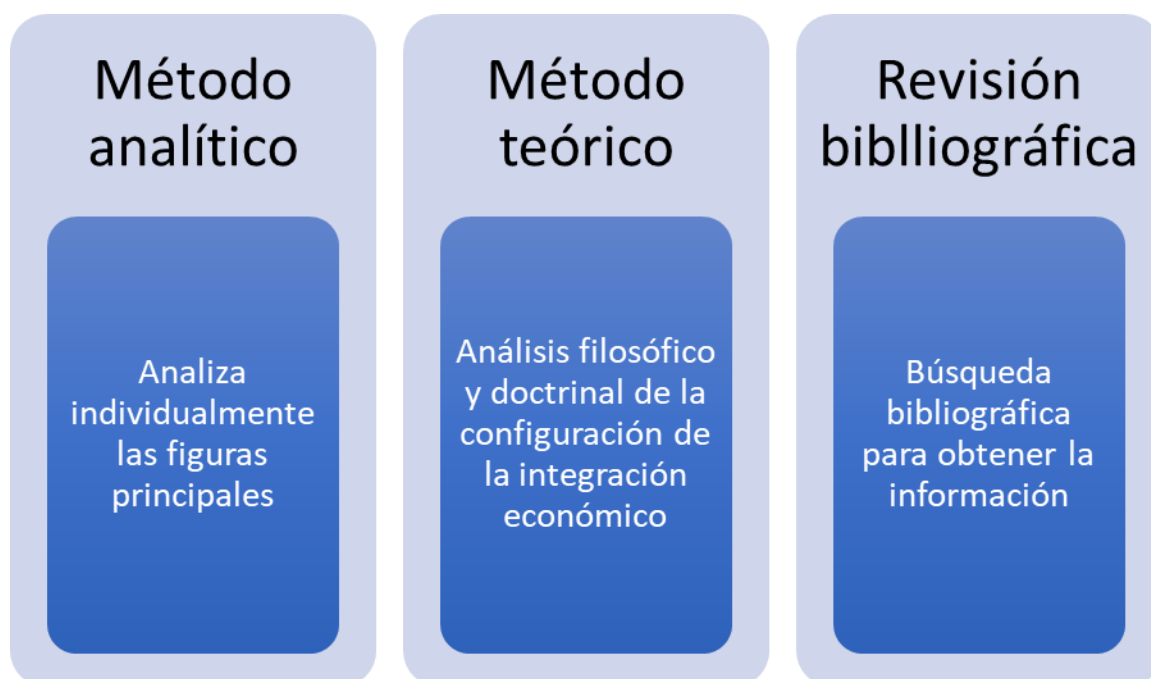 Método
analítico
Analiza
individualmente
las figuras
principales
Método
teórico
Análisis filosófico
y doctrinal de la
configuración de
la integración
económico
Revisión
biblliográfica
Búsqueda
bibliográfica
para obtener la
información